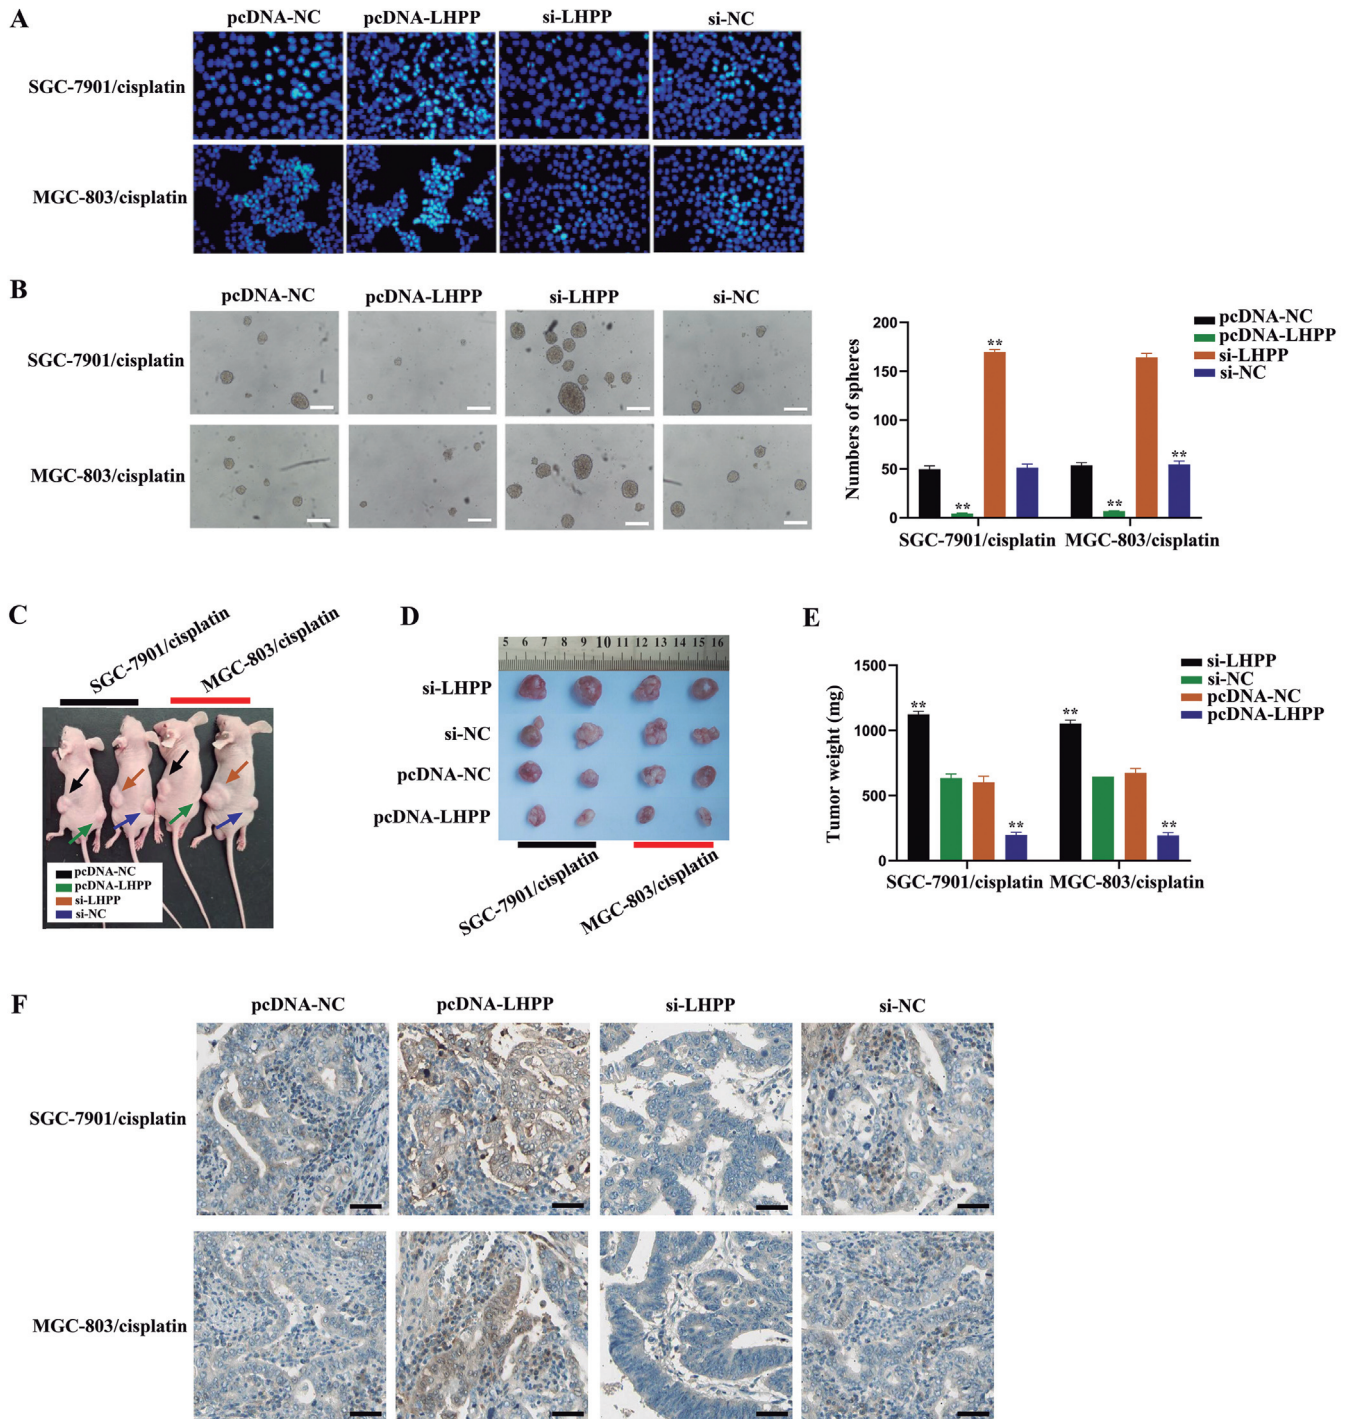 A
pcDNA-NC pcDNA-LHPP si-LHPP si-NC
SGC-7901/cisplatin
MGC-803/cisplatin
B
pcDNA-NC pcDNA-LHPP si-LHPP si-NC
SGC-7901/cisplatin
MGC-803/cisplatin
Numbers of spheres
200
150
100
50
0
** ** ** **
SGC-7901/cisplatin MGC-803/cisplatin
pcDNA-NC
pcDNA-LHPP
si-LHPP
si-NC
C
SGC-7901/cisplatin
MGC-803/cisplatin
pcDNA-NC
pcDNA-LHPP
si-LHPP
si-NC
D
5 6 7 8 9 10 11 12 13 14 15 16
si-LHPP
si-NC
pcDNA-NC
pcDNA-LHPP
SGC-7901/cisplatin
MGC-803/cisplatin
E
Tumor weight (mg)
1500
1000
500
0
** ** ** **
SGC-7901/cisplatin MGC-803/cisplatin
si-LHPP
si-NC
pcDNA-NC
pcDNA-LHPP
F
pcDNA-NC pcDNA-LHPP si-LHPP si-NC
SGC-7901/cisplatin
MGC-803/cisplatin